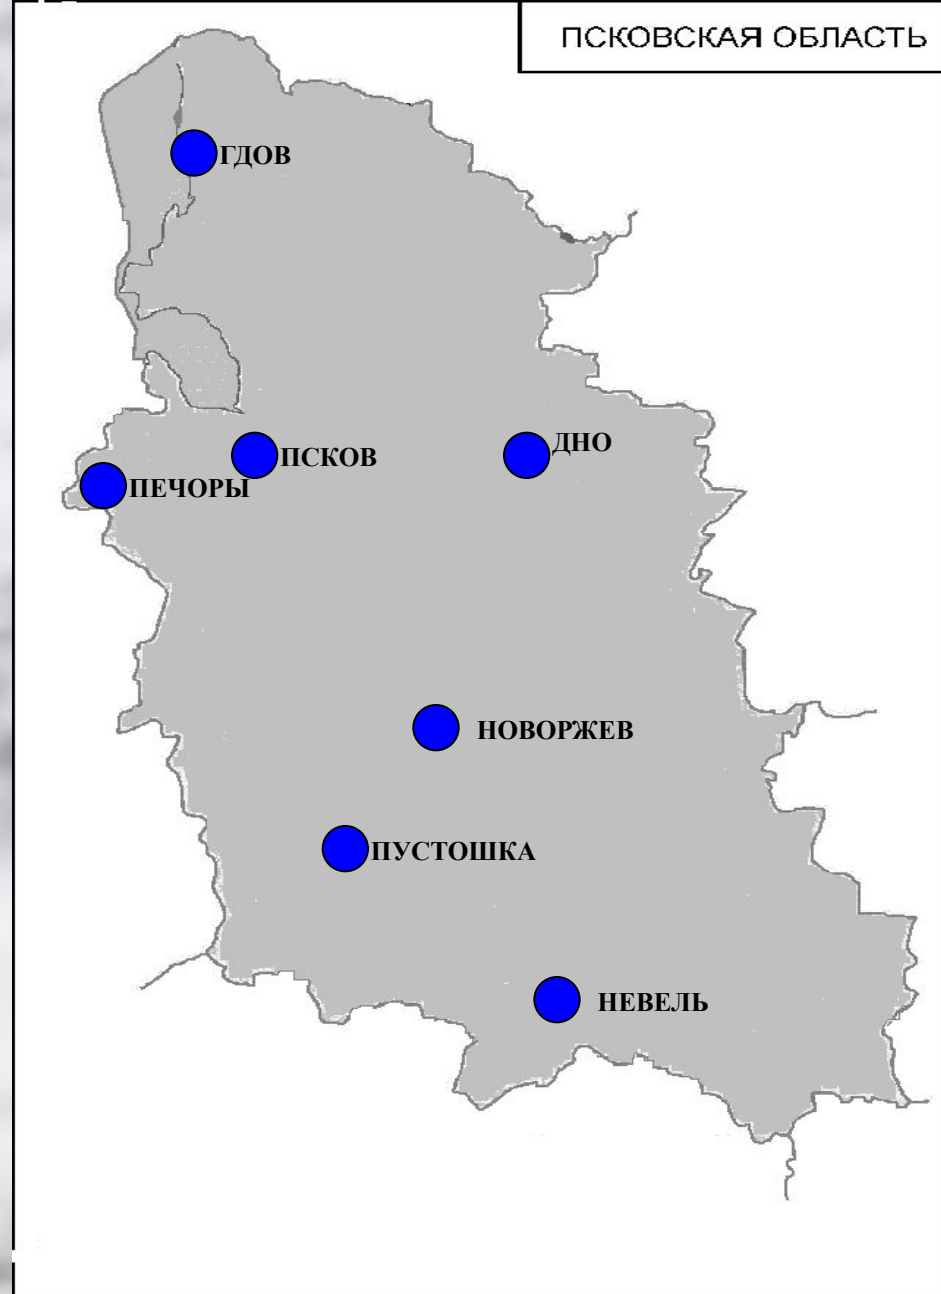 ПСКОВСКАЯ ОБЛАСТЬ
ГДОВ
ДНО
ПСКОВ
ПЕЧОРЫ
НОВОРЖЕВ
ПУСТОШКА
НЕВЕЛЬ